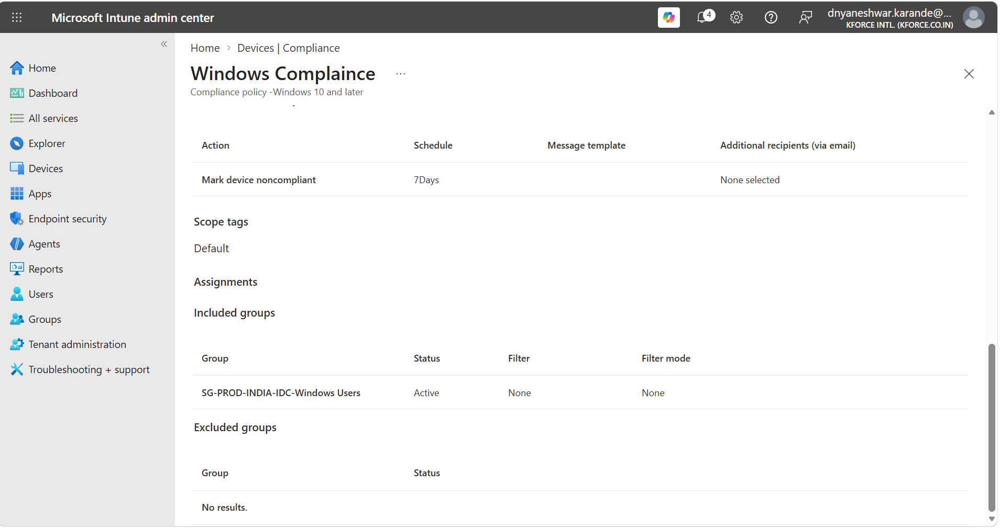 Microsoft Intune admin center
4
dnyaneshwar.karande@...
KFORCE INTL. (KFORCE.CO.IN)
Home
Dashboard
All services
Explorer
Devices
Apps
Endpoint security
Agents
Reports
Users
Groups
Tenant administration
Troubleshooting + support
Home > Devices | Compliance
Windows Complaince ...
Compliance policy -Windows 10 and later
Action Schedule Message template Additional recipients (via email)
Mark device noncompliant 7Days None selected
Scope tags
Default
Assignments
Included groups
Group Status Filter Filter mode
SG-PROD-INDIA-IDC-Windows Users Active None None
Excluded groups
Group Status
No results.